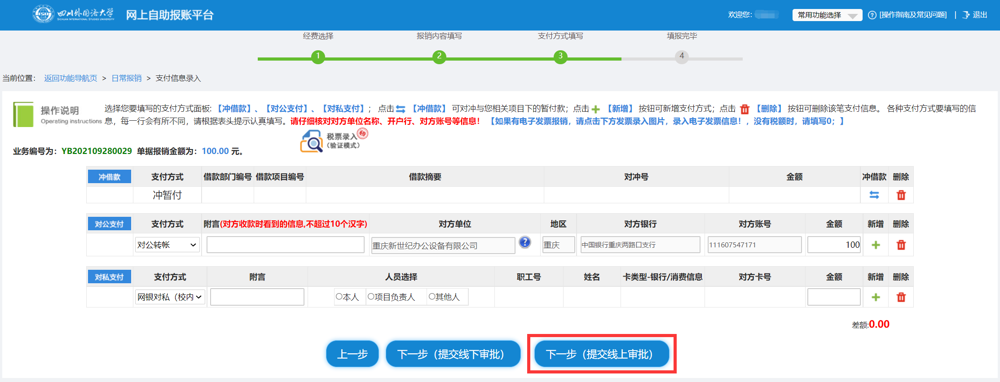 四川外国语大学 网上自助报账平台
SICHUAN INTERNATIONAL STUDIES UNIVERSITY
欢迎您: 常用功能选择 ? [操作指南及常见问题] | 退出
经费选择 报销内容填写 支付方式填写 填报完毕
1 2 3 4
当前位置： 返回功能导航页 > 日常报销 > 支付信息录入
操作说明
Operating instructions
选择您要填写的支付方式面板: 【冲借款】、【对公支付】、【对私支付】； 点击 【冲借款】 可对冲与您相关项目下的暂付款；点击 【新增】 按钮可新增支付方式；点击 【删除】 按钮可删除该笔支付信息。 各种支付方式要填写的信
息，每一行会有所不同，请根据表头提示认真填写。请仔细核对对方单位名称、开户行、对方账号等信息！ 【如果有电子发票报销，请点击下方发票录入图片，录入电子发票信息！，没有税额时，请填写0；】
税票录入
（验证模式）
业务编号为：YB202109280029 单据报销金额为：100.00 元。
冲借款 支付方式 借款部门编号 借款项目编号 借款摘要 对冲号 金额 冲借款 删除
冲暂付
对公支付 支付方式 附言(对方收款时看到的信息,不超过10个汉字) 对方单位 地区 对方银行 对方账号 金额 新增 删除
对公转帐 重庆新世纪办公设备有限公司 ? 重庆 中国银行重庆两路口支行 111607547171 100
对私支付 支付方式 附言 人员选择 职工号 姓名 卡类型-银行/消费信息 对方卡号 金额 新增 删除
网银对私（校内 本人 项目负责人 其他人
差额:0.00
上一步 下一步（提交线下审批） 下一步（提交线上审批）